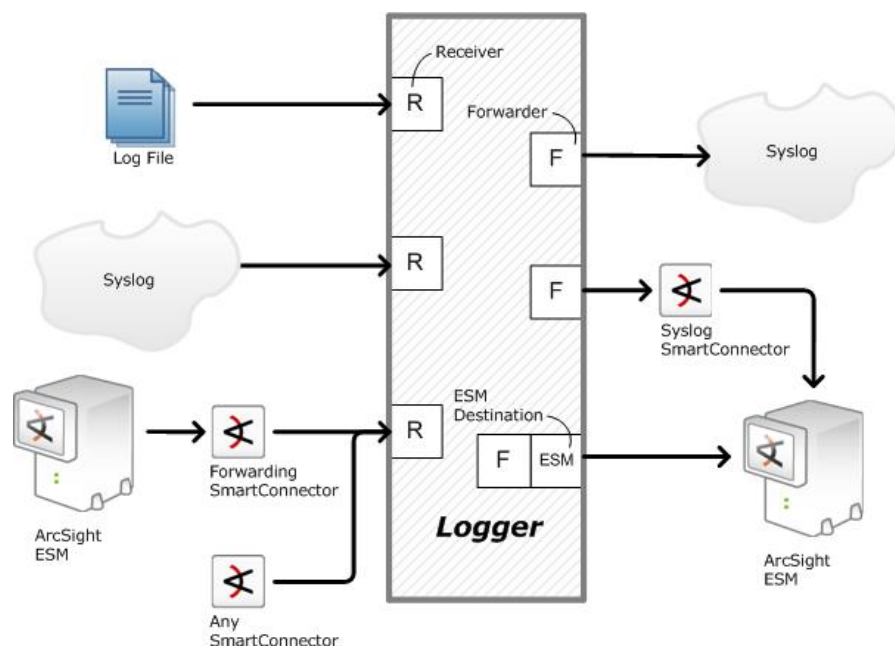 Receiver
R
Log File
Forwarder
F
Syslog
Syslog
R
F
Syslog
SmartConnector
ArcSight
ESM
Forwarding
SmartConnector
R
ESM
Destination
F
ESM
Logger
Any
SmartConnector
ArcSight
ESM